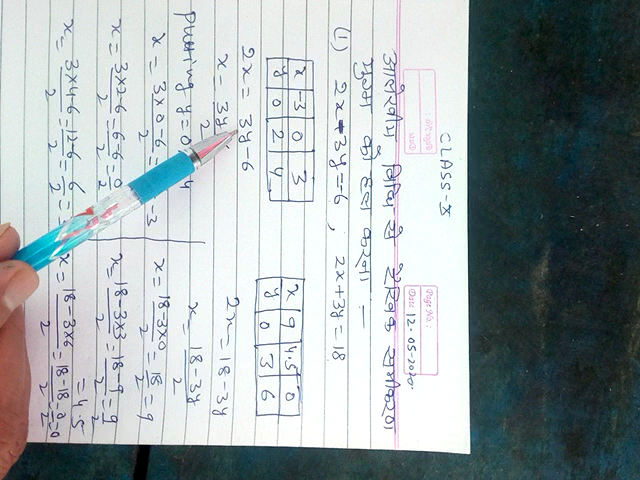 CLASS-X
Page No.:
Date: 12-05-2020
आलेखीय विधि से रैखिक समीकरण
युग्म को हल करना –
(1) 2x-3y=-6, 2x+3y=18
x -3 0 3
y 0 2 4
x 9 4.5 0
y 0 3 6
2x = 3y-6
2x = 18-3y
x = 3y
2
x = 18-3y
2
Putting y=0
4
x = 3×0-6 = -3
2
x = 18-3×0 = 18 = 9
2 2
x = 3×2-6 = 6-6 = 0
2 2
x = 18-3×3 = 18-9 = 9
2 2 2
= 4.5
x = 3×4-6 = 12-6 = 6
2 2 2
x = 18-3×6 = 18-18 = 0 = 0
2 2 2